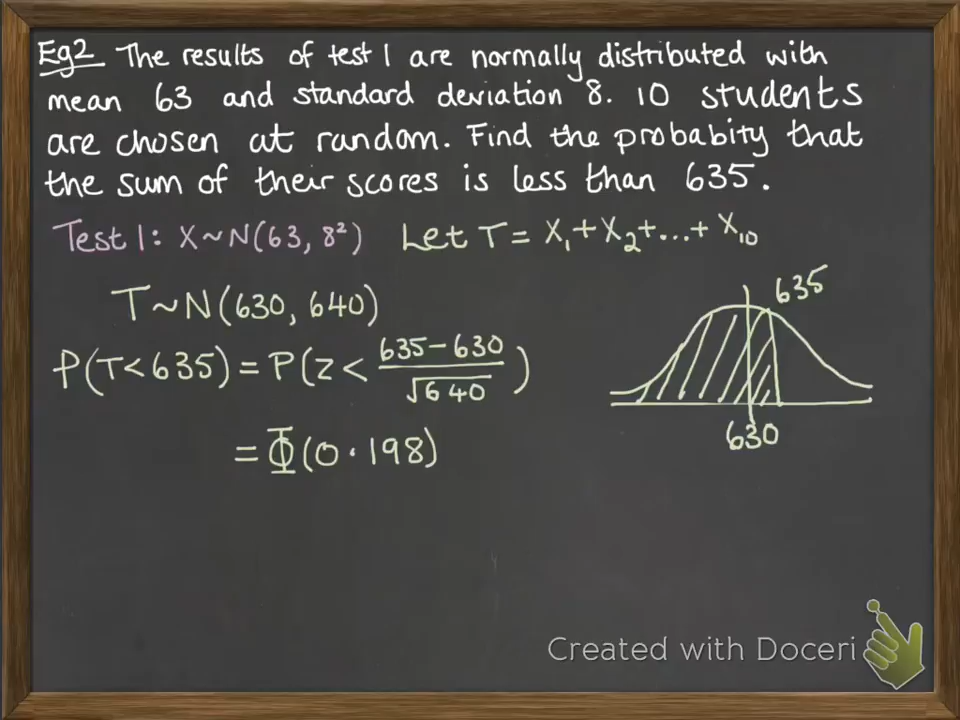 Eg2 The results of test 1 are normally distributed with
mean 63 and standard deviation 8. 10 students
are chosen at random. Find the probabity that
the sum of their scores is less than 635.
Test 1: X~N(63, 8²) Let T = X₁+X₂+...+X₁₀
T~N(630, 640)
635
P(T<635) = P(Z < (635-630)/√640)
630
= Φ(0·198)
Created with Doceri